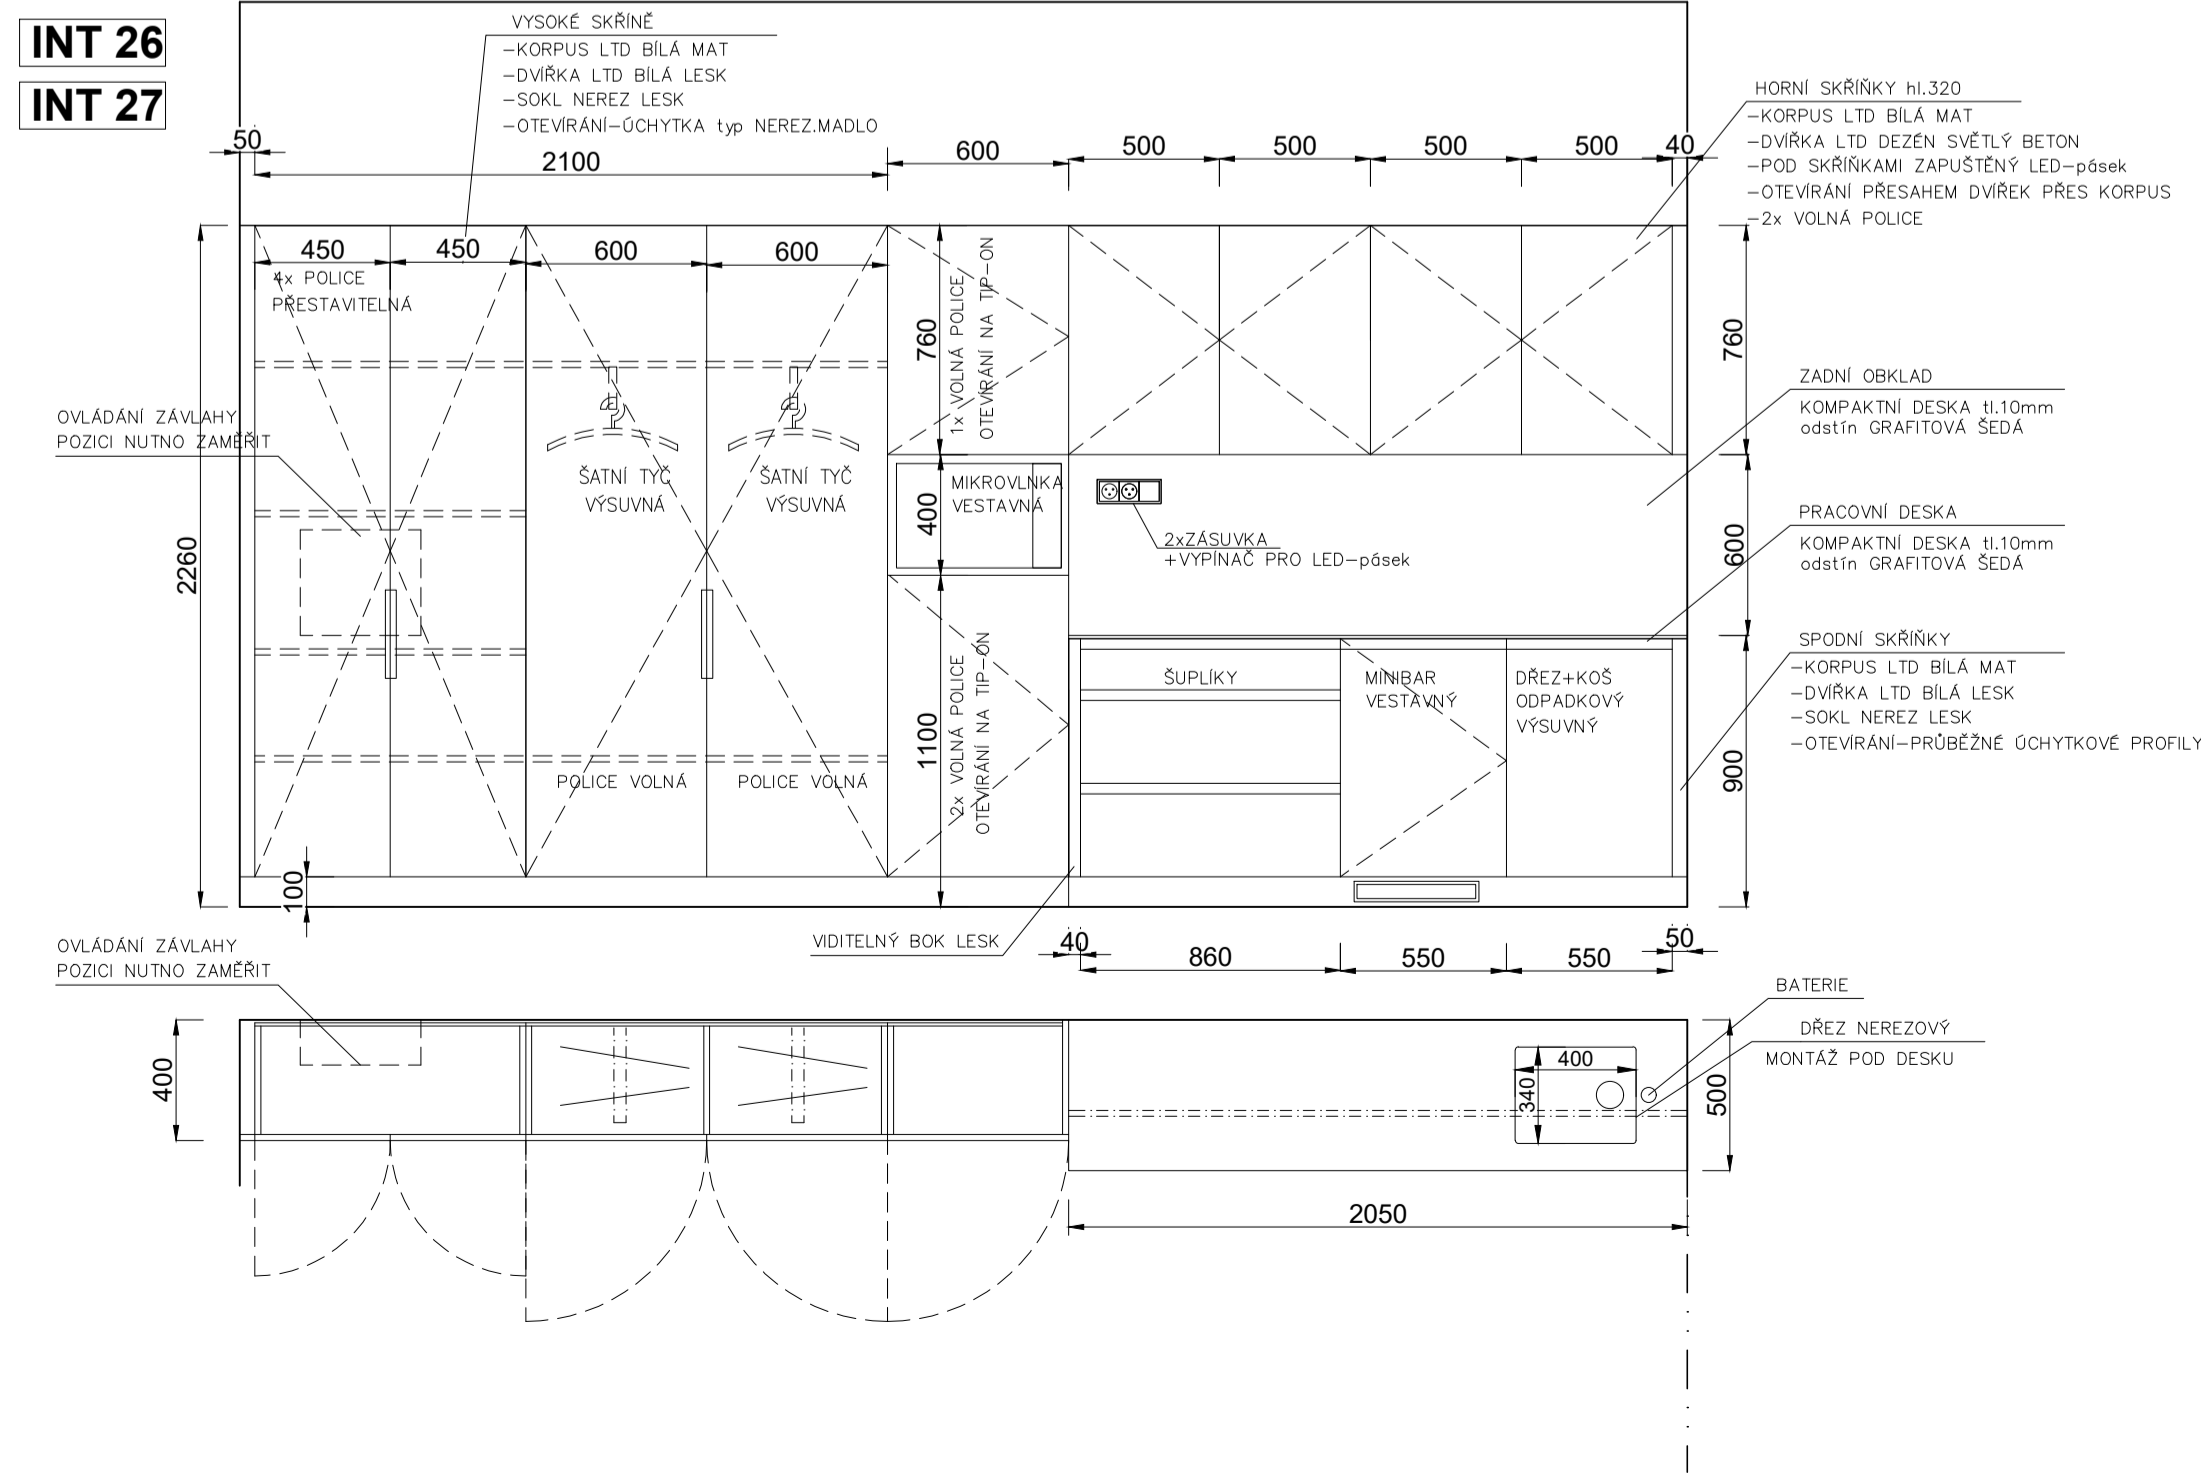 INT 26
INT 27
VYSOKÉ SKŘÍNĚ
-KORPUS LTD BÍLÁ MAT
-DVÍŘKA LTD BÍLÁ LESK
-SOKL NEREZ LESK
-OTEVÍRÁNÍ-ÚCHYTKA typ NEREZ.MADLO
HORNÍ SKŘÍŇKY hl.320
-KORPUS LTD BÍLÁ MAT
-DVÍŘKA LTD DEZÉN SVĚTLÝ BETON
-POD SKŘÍŇKAMI ZAPUŠTĚNÝ LED-pásek
-OTEVÍRÁNÍ PŘESAHEM DVÍŘEK PŘES KORPUS
-2x VOLNÁ POLICE
50
2100
600
500
500
500
500
40
450
450
600
600
4x POLICE
PŘESTAVITELNÁ
760
1x VOLNÁ POLICE
OTEVÍRÁNÍ NA TIP-ON
760
ZADNÍ OBKLAD
KOMPAKTNÍ DESKA tl.10mm
odstín GRAFITOVÁ ŠEDÁ
OVLÁDÁNÍ ZÁVLAHY
POZICI NUTNO ZAMĚŘIT
ŠATNÍ TYČ
VÝSUVNÁ
ŠATNÍ TYČ
VÝSUVNÁ
400
MIKROVLNKA
VESTAVNÁ
2xZÁSUVKA
+VYPÍNAČ PRO LED-pásek
600
PRACOVNÍ DESKA
KOMPAKTNÍ DESKA tl.10mm
odstín GRAFITOVÁ ŠEDÁ
2260
SPODNÍ SKŘÍŇKY
-KORPUS LTD BÍLÁ MAT
-DVÍŘKA LTD BÍLÁ LESK
-SOKL NEREZ LESK
-OTEVÍRÁNÍ-PRŮBĚŽNÉ ÚCHYTKOVÉ PROFILY
1100
2x VOLNÁ POLICE
OTEVÍRÁNÍ NA TIP-ON
ŠUPLÍKY
MINIBAR
VESTAVNÝ
DŘEZ+KOŠ
ODPADKOVÝ
VÝSUVNÝ
900
POLICE VOLNÁ
POLICE VOLNÁ
100
VIDITELNÝ BOK LESK
40
860
550
550
50
OVLÁDÁNÍ ZÁVLAHY
POZICI NUTNO ZAMĚŘIT
BATERIE
DŘEZ NEREZOVÝ
MONTÁŽ POD DESKU
400
400
340
500
2050